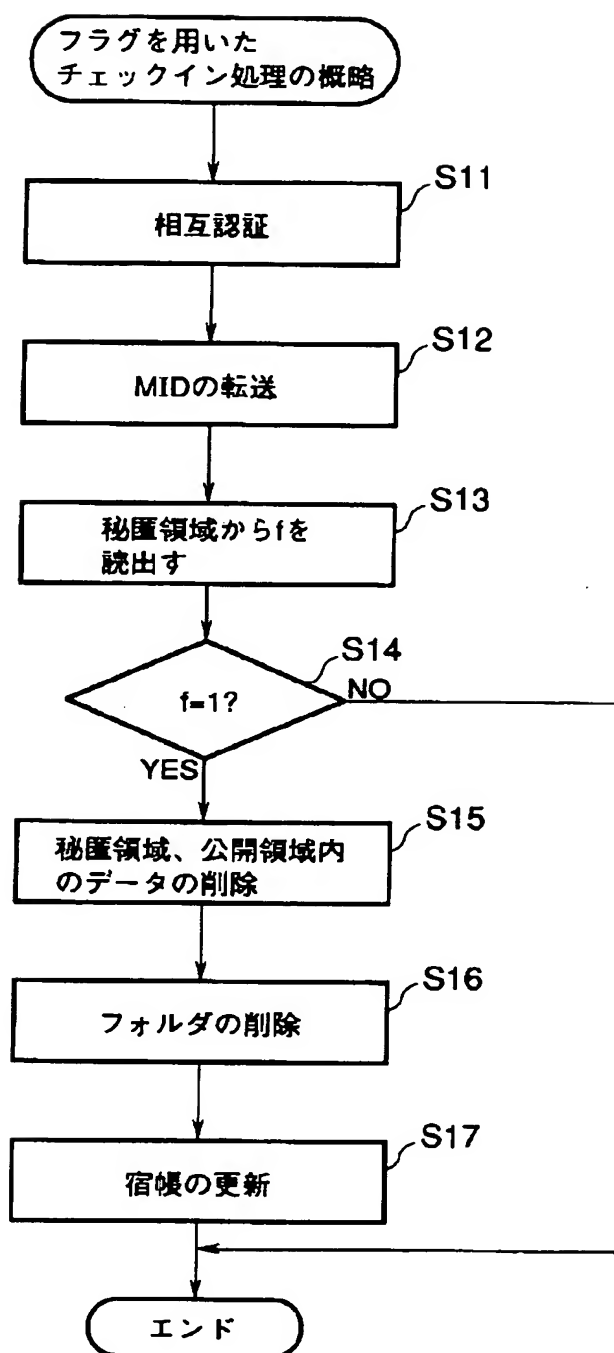 フラグを用いた
チェックイン処理の概略
S11
相互認証
S12
MIDの転送
S13
秘匿領域からfを
読出す
S14
f=1?
NO
YES
S15
秘匿領域、公開領域内
のデータの削除
S16
フォルダの削除
S17
宿帳の更新
エンド